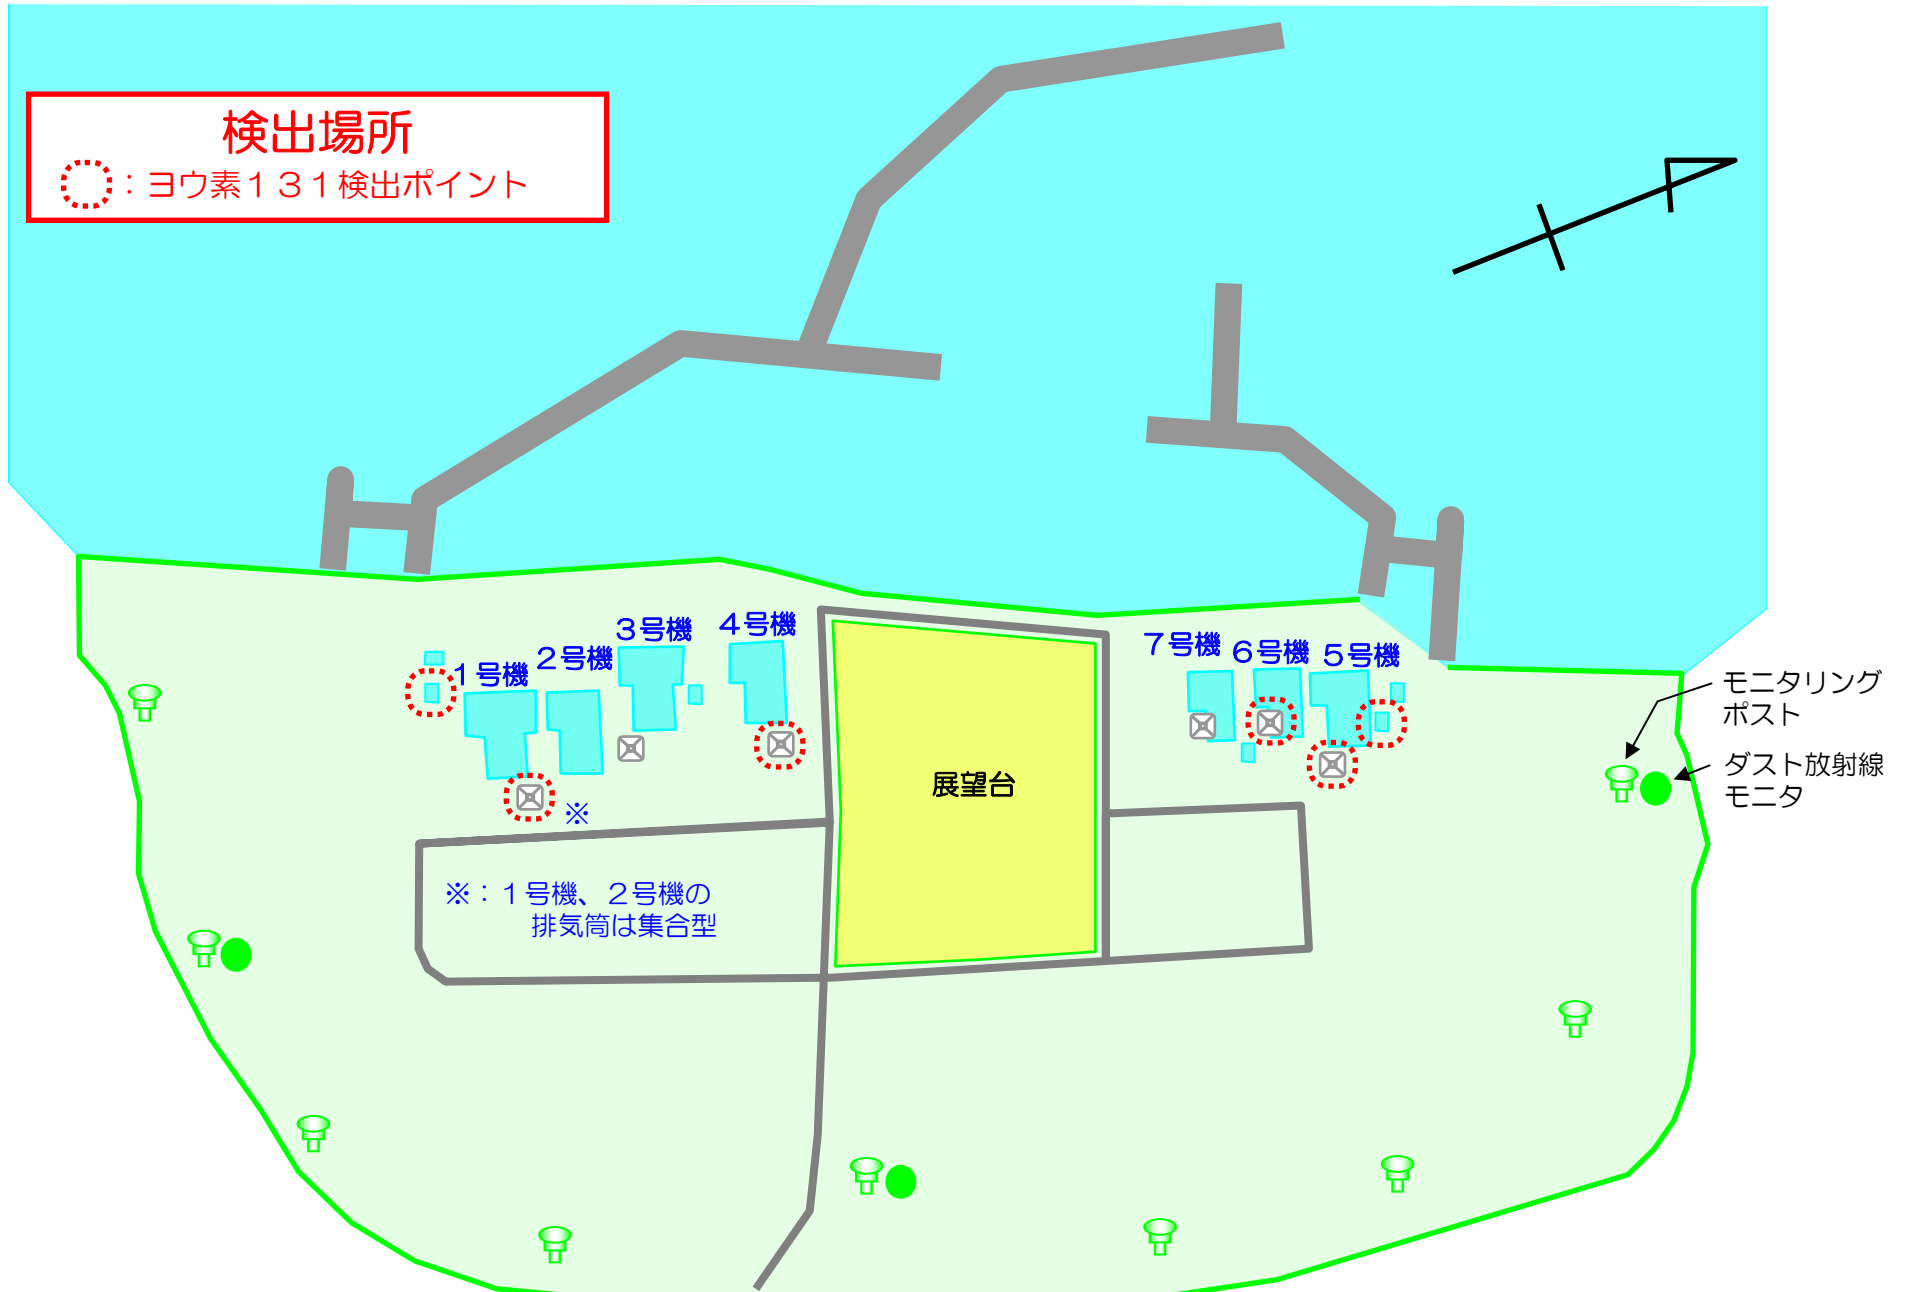 検出場所
：ヨウ素１３１検出ポイント
１号機
２号機
３号機
４号機
７号機
６号機
５号機
モニタリング
ポスト
ダスト放射線
モニタ
展望台
※
※：１号機、２号機の
排気筒は集合型